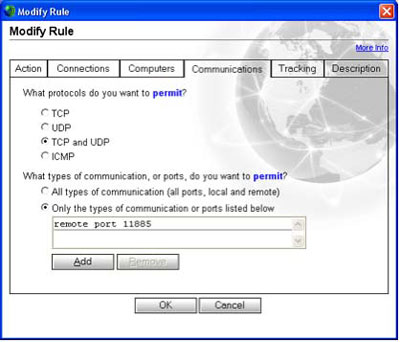 Modify Rule
Modify Rule
More Info
Action Connections Computers Communications Tracking Description
What protocols do you want to permit?
TCP
UDP
TCP and UDP
ICMP
What types of communication, or ports, do you want to permit?
All types of communication (all ports, local and remote)
Only the types of communication or ports listed below
remote port 11885
Add Remove
OK Cancel